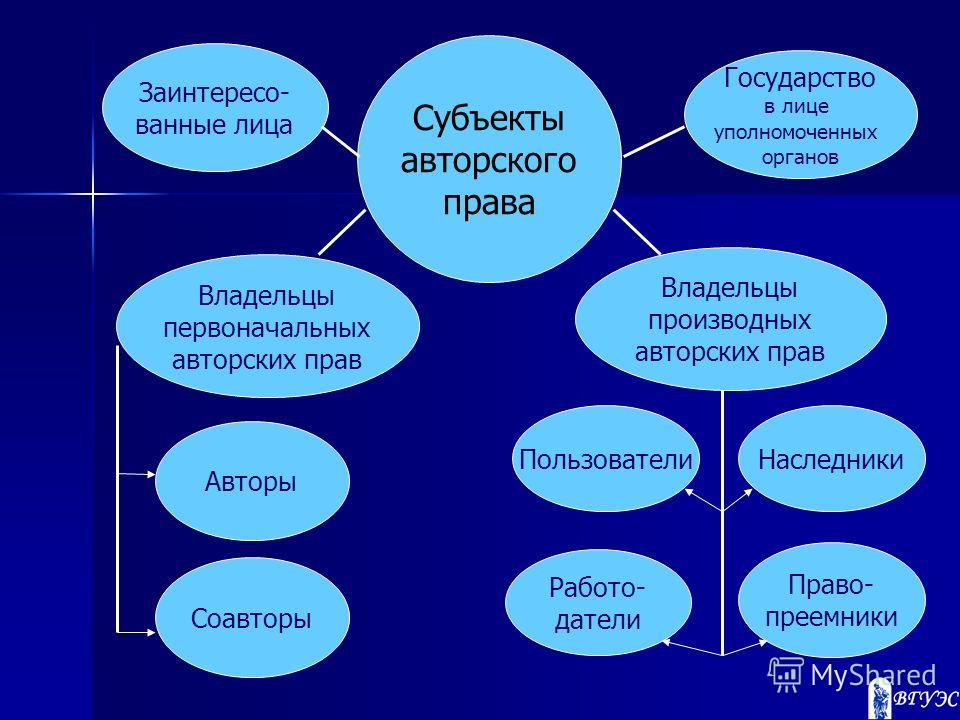 Заинтересо-
ванные лица
Субъекты
авторского
права
Государство
в лице
уполномоченных
органов
Владельцы
первоначальных
авторских прав
Владельцы
производных
авторских прав
Авторы
Соавторы
Пользователи
Наследники
Работо-
датели
Право-
преемники
MyShared
ВГУЭС